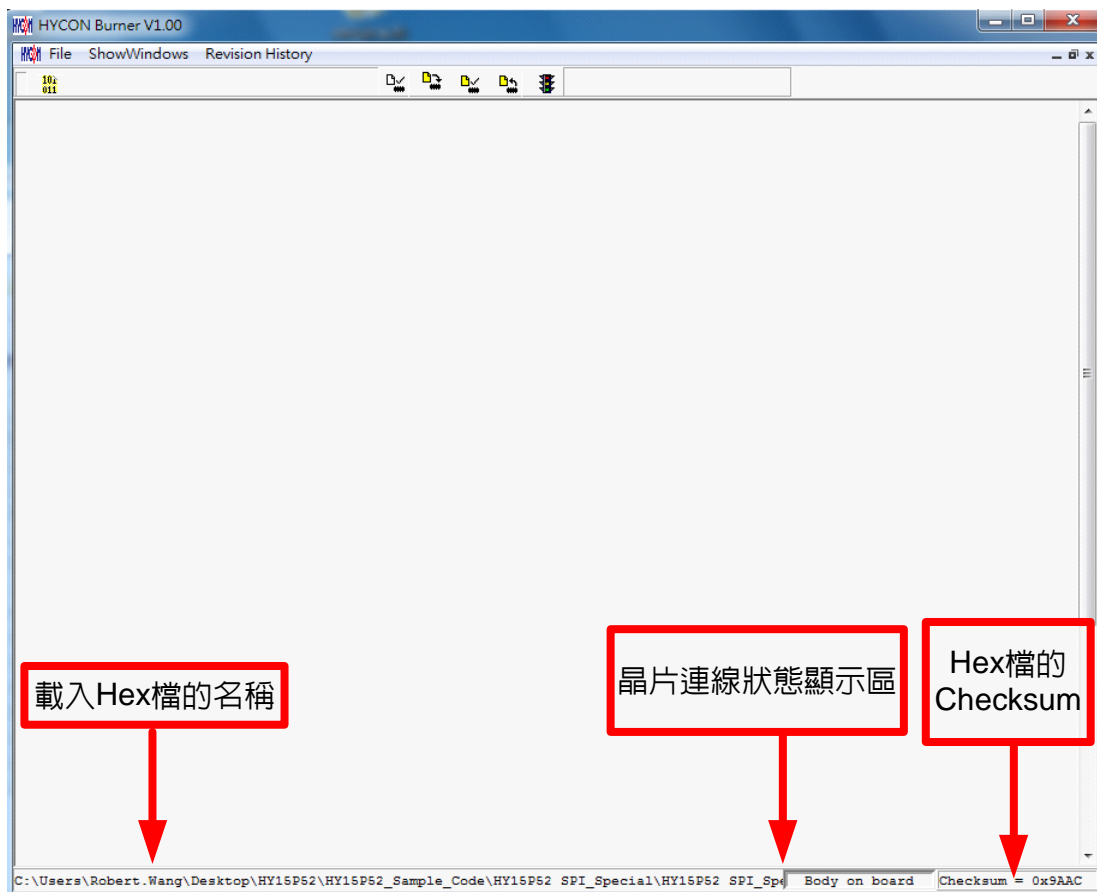 HYCON Burner V1.00
File ShowWindows Revision History
101
011
載入Hex檔的名稱
晶片連線狀態顯示區
Hex檔的
Checksum
C:\Users\Robert.Wang\Desktop\HY15P52\HY15P52_Sample_Code\HY15P52 SPI_Special\HY15P52 SPI_Spe Body on board Checksum = 0x9AAC